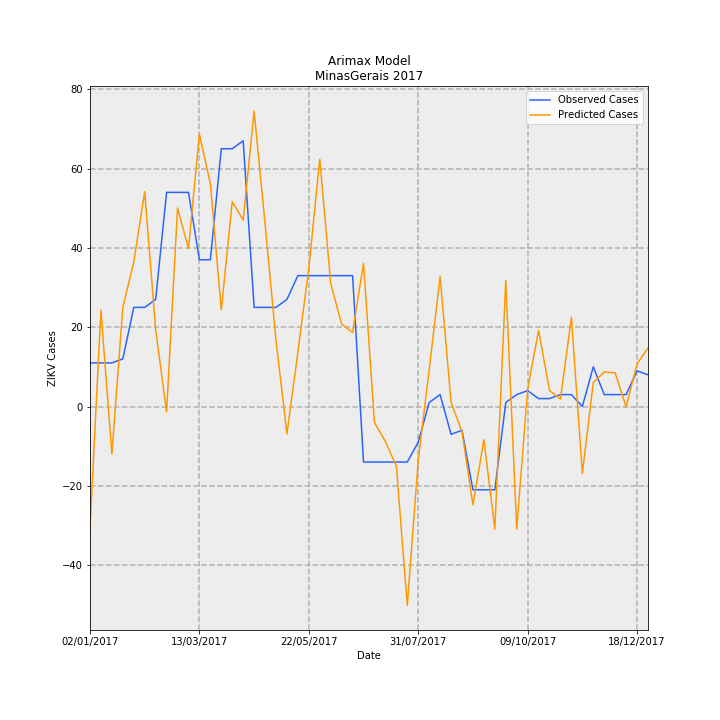 Arimax Model
MinasGerais 2017
Observed Cases
Predicted Cases
80
60
40
20
0
−20
−40
ZIKV Cases
02/01/2017
13/03/2017
22/05/2017
31/07/2017
09/10/2017
18/12/2017
Date